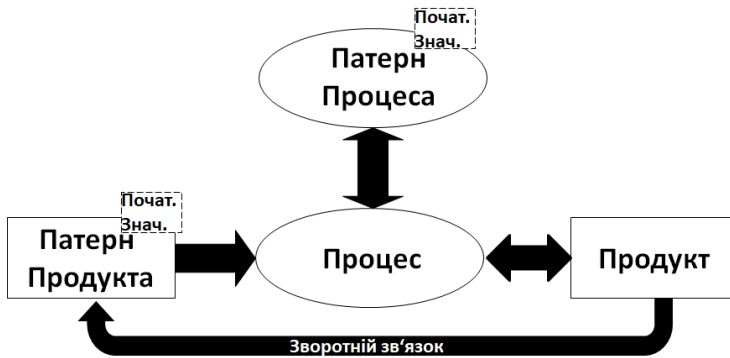 Почат.
Знач.
Патерн
Процеса
Почат.
Знач.
Патерн
Продукта
Процес
Продукт
Зворотній зв‘язок